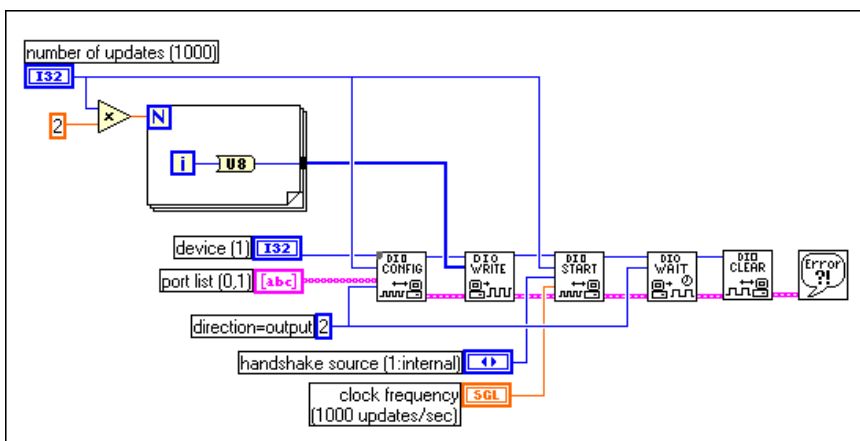 number of updates (1000)
I32
2
x
N
i
U8
device (1)
I32
port list (0,1)
[abc]
direction=output
2
handshake source (1:internal)
clock frequency
(1000 updates/sec)
SGL
DIO
CONFIG
DIO
WRITE
DIO
START
DIO
WAIT
DIO
CLEAR
Error
?!